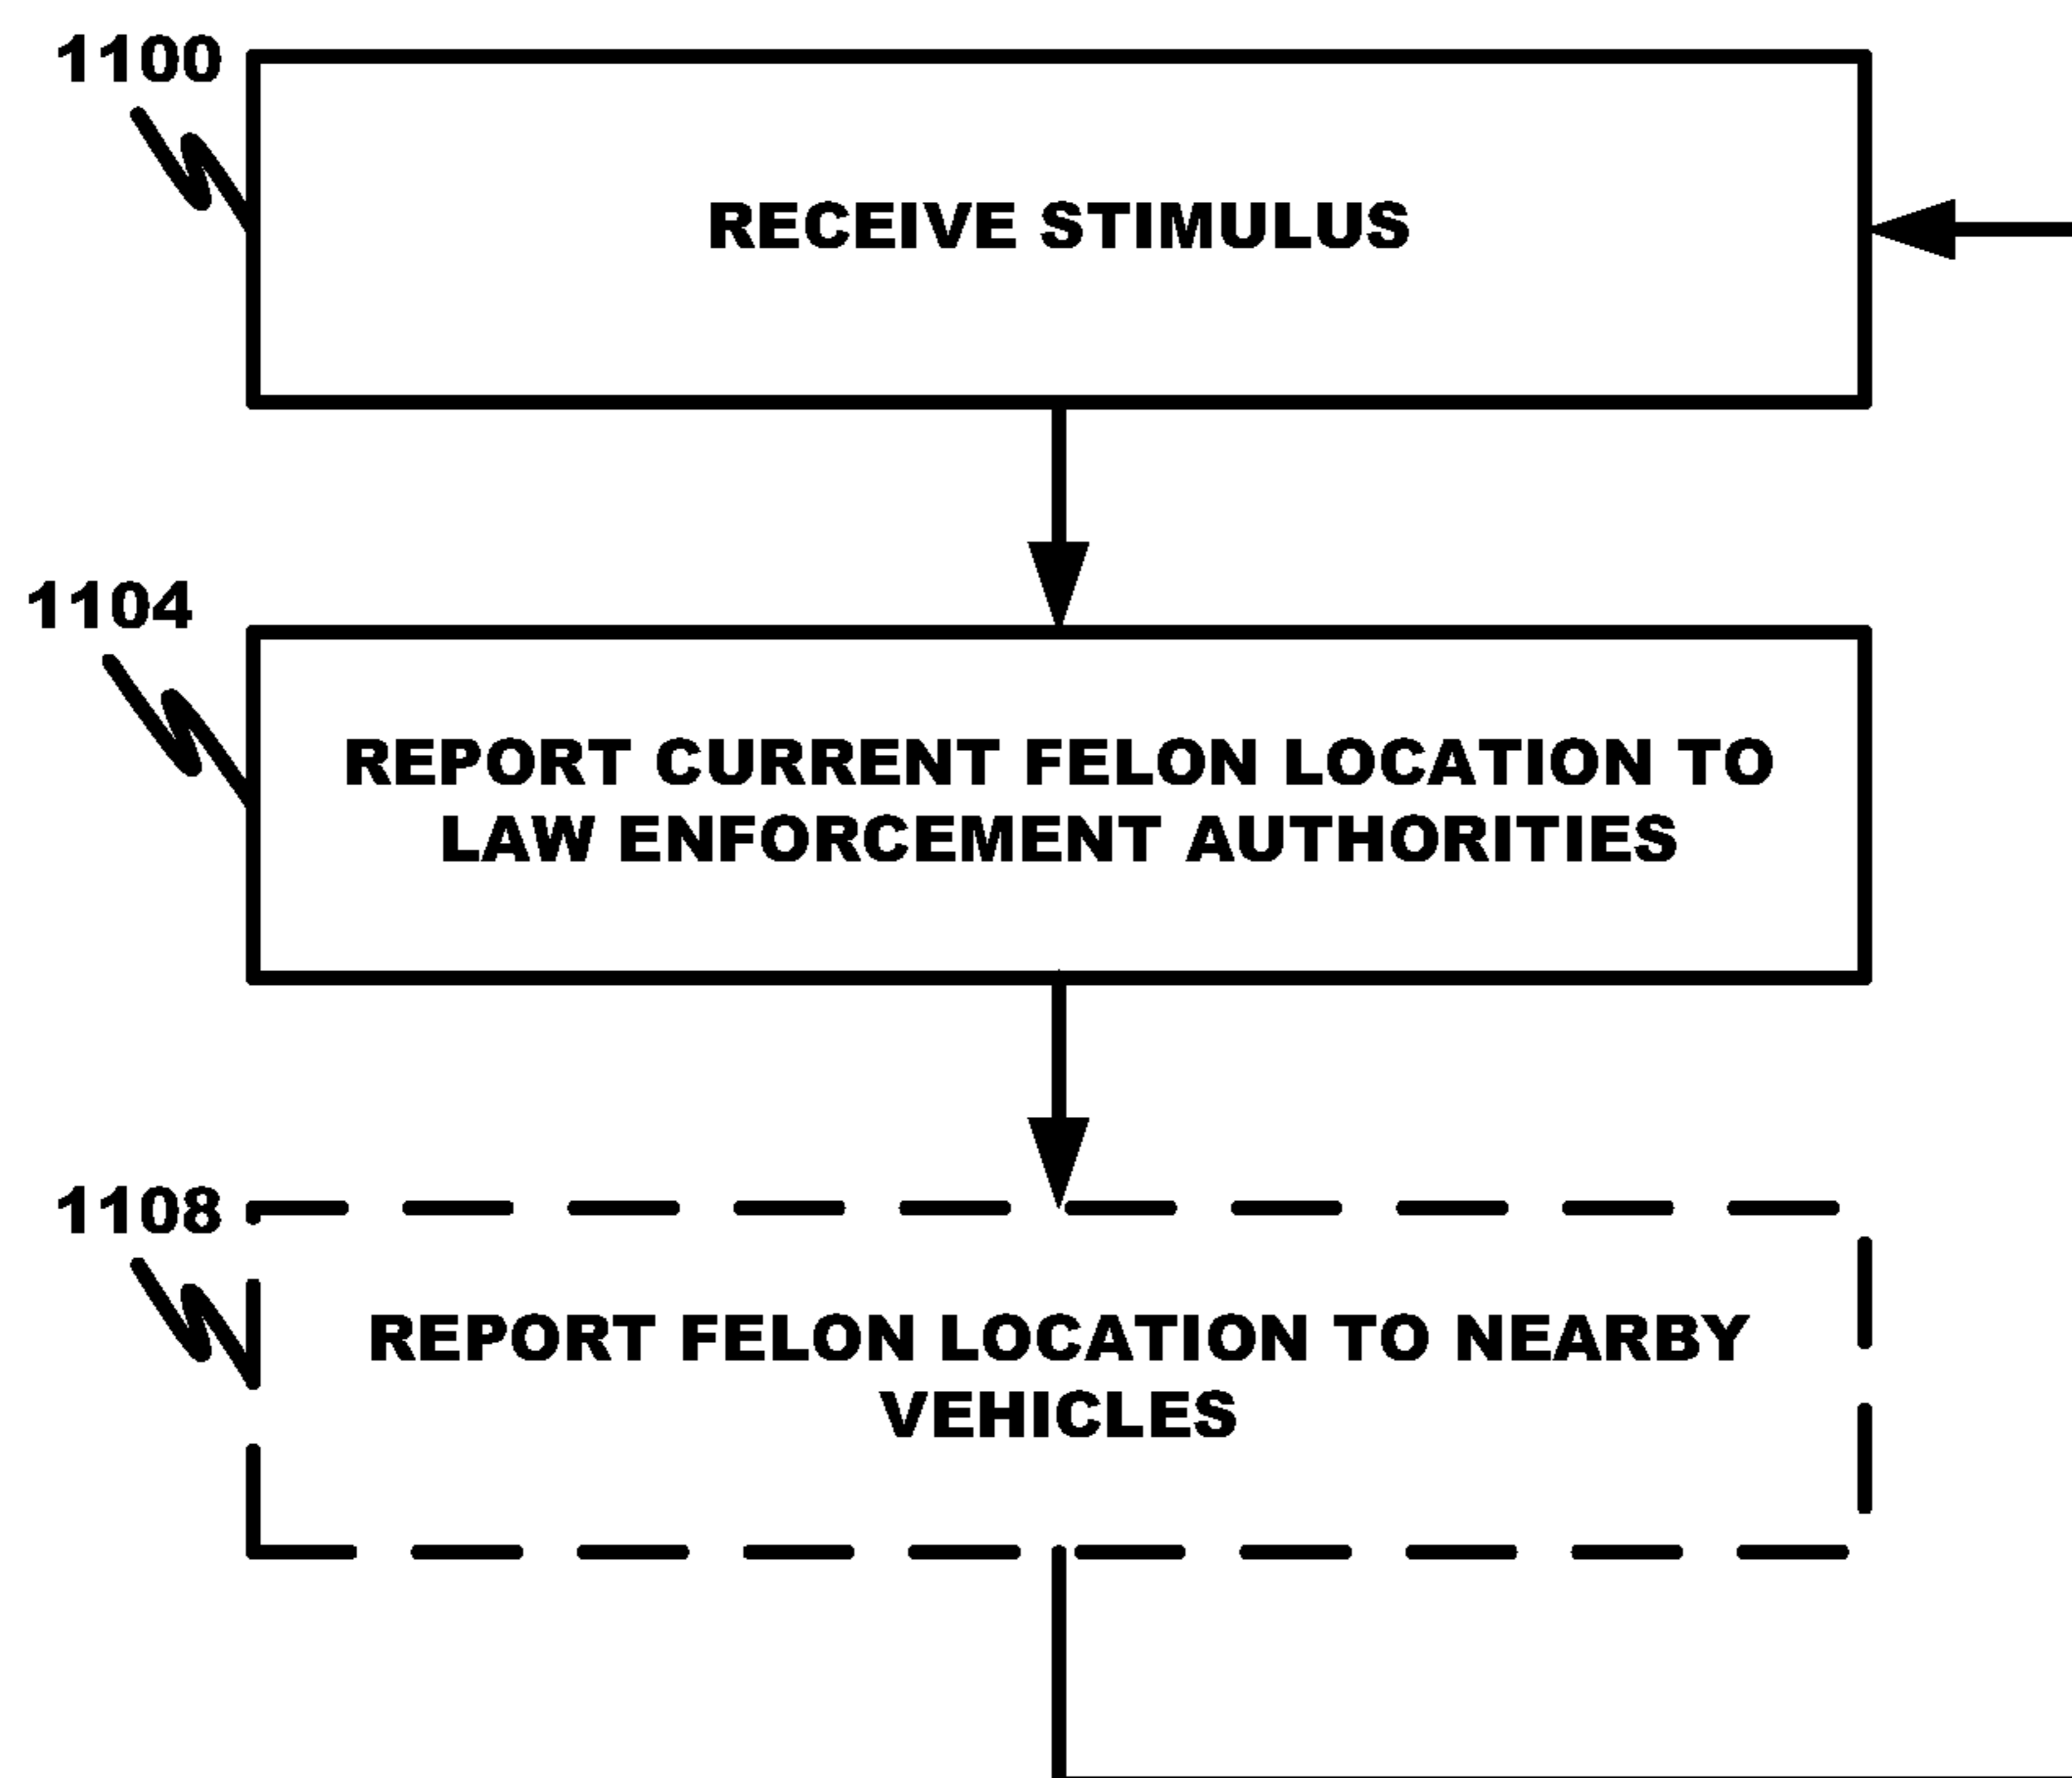 1100
RECEIVE STIMULUS
1104
REPORT CURRENT FELON LOCATION TO
LAW ENFORCEMENT AUTHORITIES
1108
REPORT FELON LOCATION TO NEARBY
VEHICLES